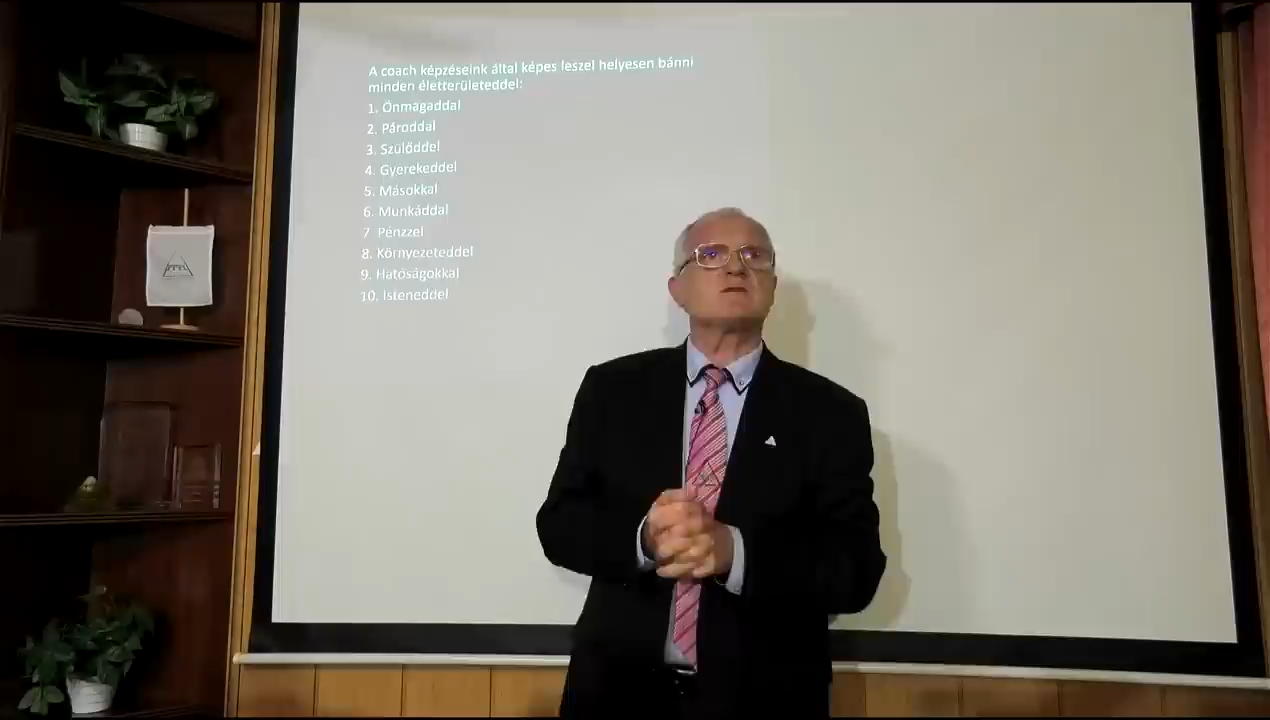 A coach képzéseink által képes leszel helyesen bánni
minden életterületeddel:
1. Önmagaddal
2. Pároddal
3. Szülőddel
4. Gyerekeddel
5. Másokkal
6. Munkáddal
7 Pénzzel
8. Környezeteddel
9. Hatóságokkal
10. Isteneddel